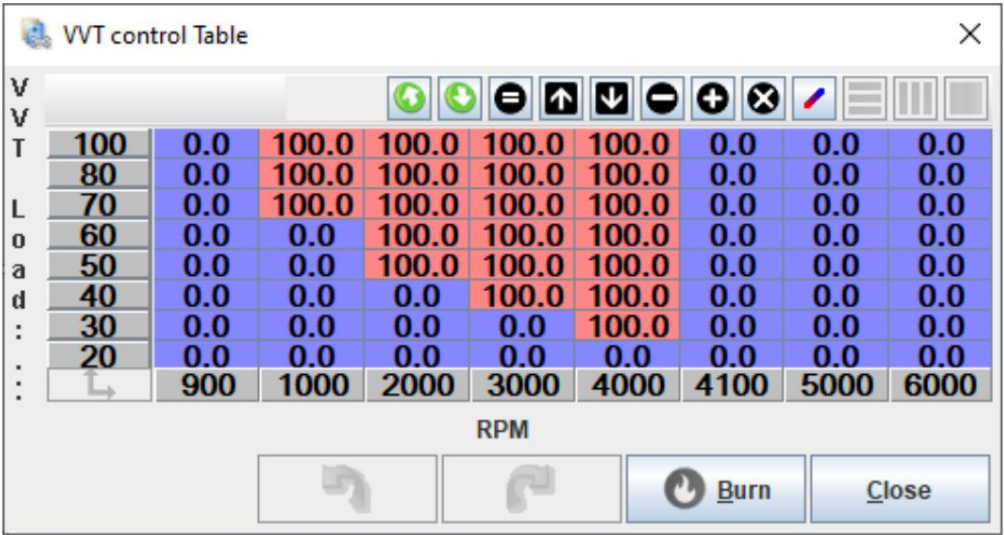 VVT control Table
VVT Load:
100 0.0 100.0 100.0 100.0 100.0 0.0 0.0 0.0
80 0.0 100.0 100.0 100.0 100.0 0.0 0.0 0.0
70 0.0 100.0 100.0 100.0 100.0 0.0 0.0 0.0
60 0.0 0.0 100.0 100.0 100.0 0.0 0.0 0.0
50 0.0 0.0 100.0 100.0 100.0 0.0 0.0 0.0
40 0.0 0.0 0.0 100.0 100.0 0.0 0.0 0.0
30 0.0 0.0 0.0 0.0 100.0 0.0 0.0 0.0
20 0.0 0.0 0.0 0.0 0.0 0.0 0.0 0.0
900 1000 2000 3000 4000 4100 5000 6000
RPM
Burn Close